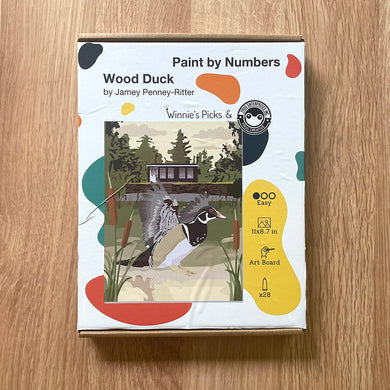 Paint by Numbers
Wood Duck
by Jamey Penney-Ritter
Winnie's Picks &
Easy
11x8.7 in
Art Board
x28